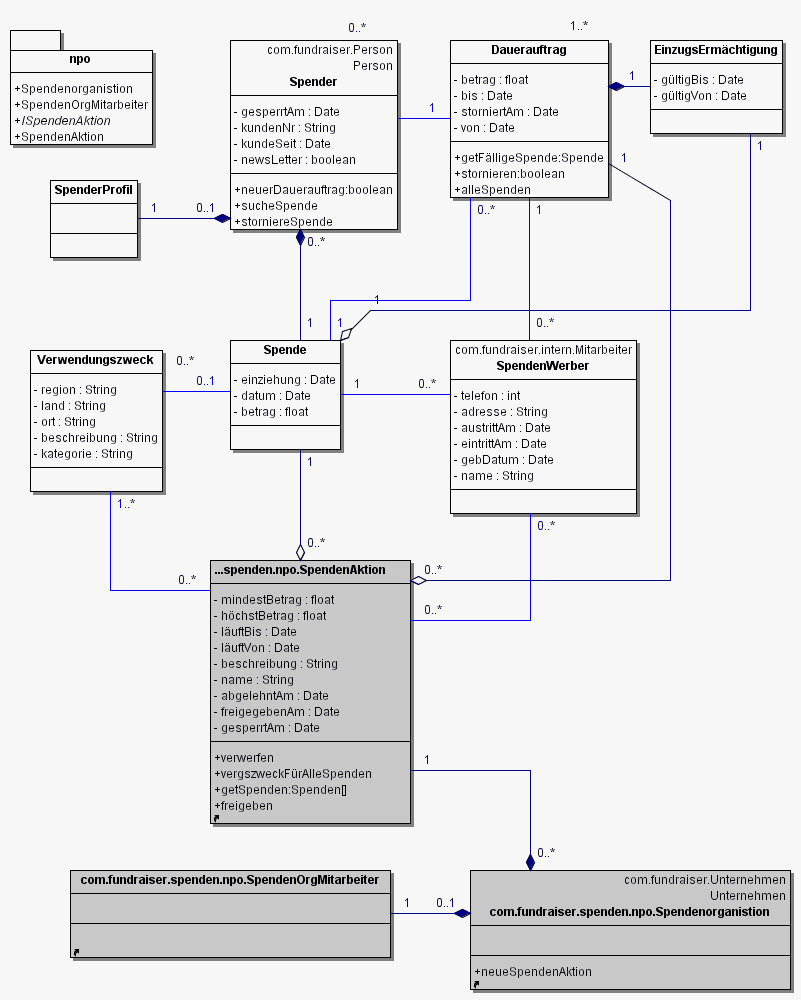 npo
+Spendenorganistion
+SpendenOrgMitarbeiter
+ISpendenAktion
+SpendenAktion
0..*
com.fundraiser.Person
Person
Spender
- gesperrtAm : Date
- kundenNr : String
- kundeSeit : Date
- newsLetter : boolean
+neuerDauerauftrag:boolean
+sucheSpende
+storniereSpende
1
1..*
Dauerauftrag
- betrag : float
- bis : Date
- storniertAm : Date
- von : Date
+getFälligeSpende:Spende
+stornieren:boolean
+alleSpenden
1
EinzugsErmächtigung
- gültigBis : Date
- gültigVon : Date
1
1
SpenderProfil
1
0..1
0..*
0..*
1
1
1
1
0..*
Verwendungszweck
- region : String
- land : String
- ort : String
- beschreibung : String
- kategorie : String
0..*
0..1
Spende
- einziehung : Date
- datum : Date
- betrag : float
1
0..*
com.fundraiser.intern.Mitarbeiter
SpendenWerber
- telefon : int
- adresse : String
- austrittAm : Date
- eintrittAm : Date
- gebDatum : Date
- name : String
1
1..*
0..*
0..*
0..*
0..*
0..*
...spenden.npo.SpendenAktion
- mindestBetrag : float
- höchstBetrag : float
- läuftBis : Date
- läuftVon : Date
- beschreibung : String
- name : String
- abgelehntAm : Date
- freigegebenAm : Date
- gesperrtAm : Date
+verwerfen
+vergszweckFürAlleSpenden
+getSpenden:Spenden[]
+freigeben
1
0..*
com.fundraiser.spenden.npo.SpendenOrgMitarbeiter
1
0..1
com.fundraiser.Unternehmen
Unternehmen
com.fundraiser.spenden.npo.Spendenorganistion
+neueSpendenAktion